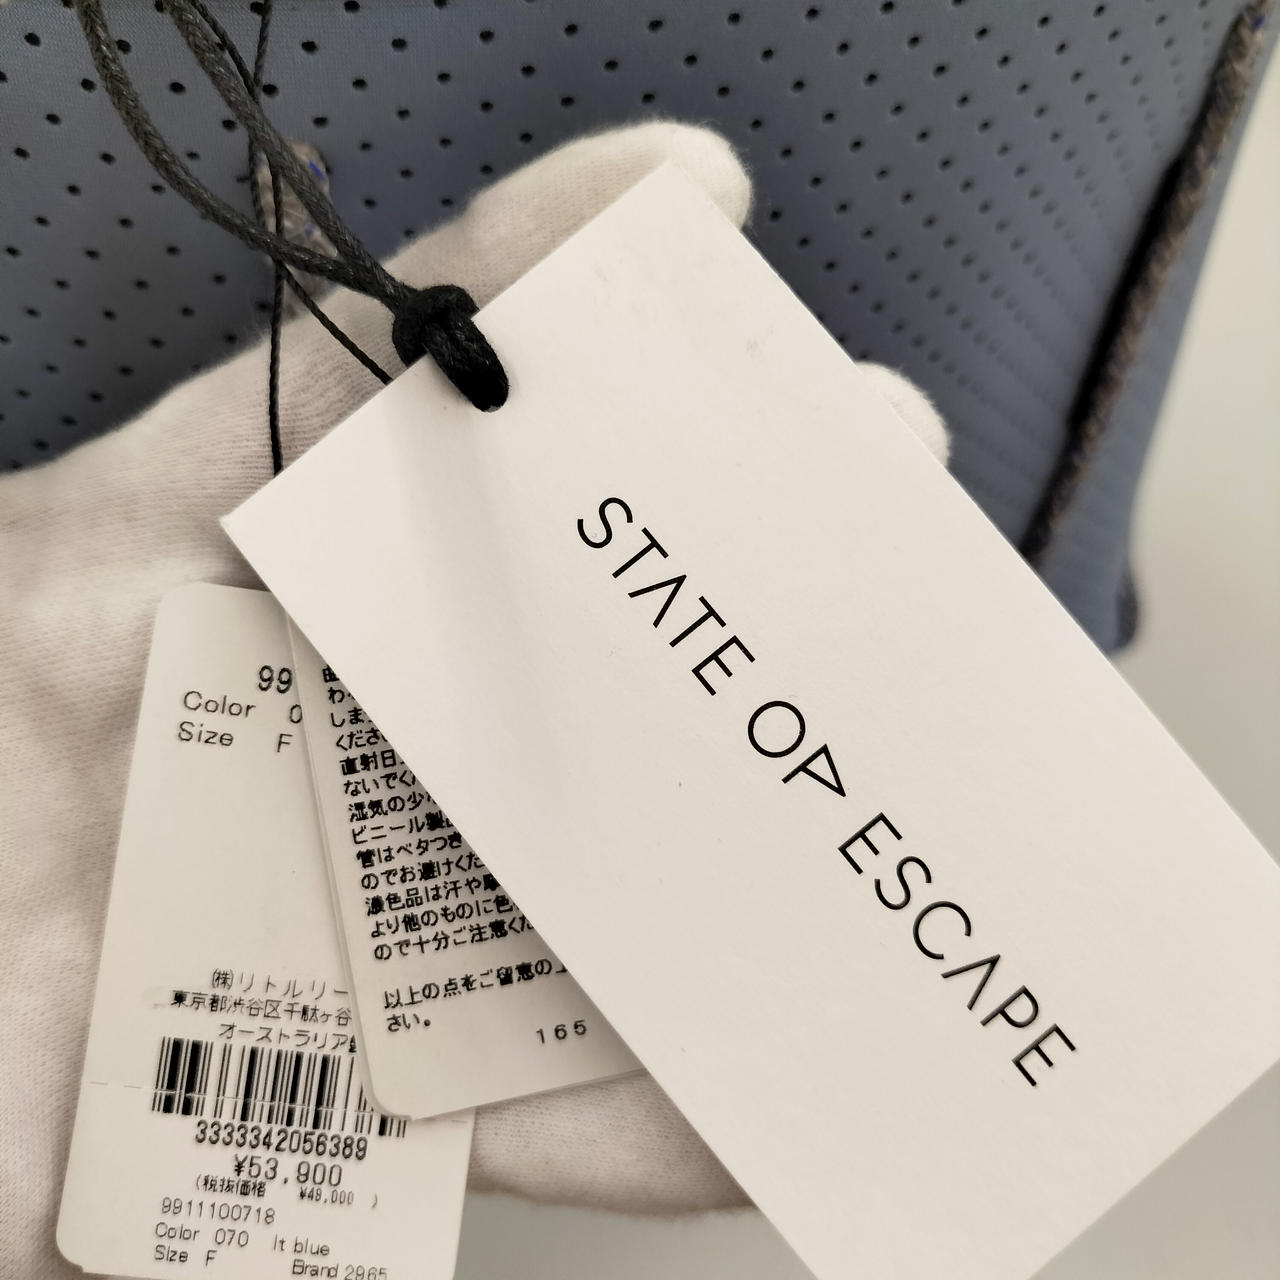 STATE OF ESCAPE
99
Color 0
Size F
わ
しま
くださ
直射日
ないでく
湿気の少
ビニール製
管はベタつき
のでお避けくだ
濃色品は汗や摩
より他のものに色
ので十分ご注意くだ
以上の点をご留意の上
さい。
165
㈱リトルリー
東京都渋谷区千駄ヶ谷
オーストラリア製
3333342056389
¥53,900
(税抜価格 ¥49,000 )
9911100718
Color 070 lt blue
Size F Brand 2965